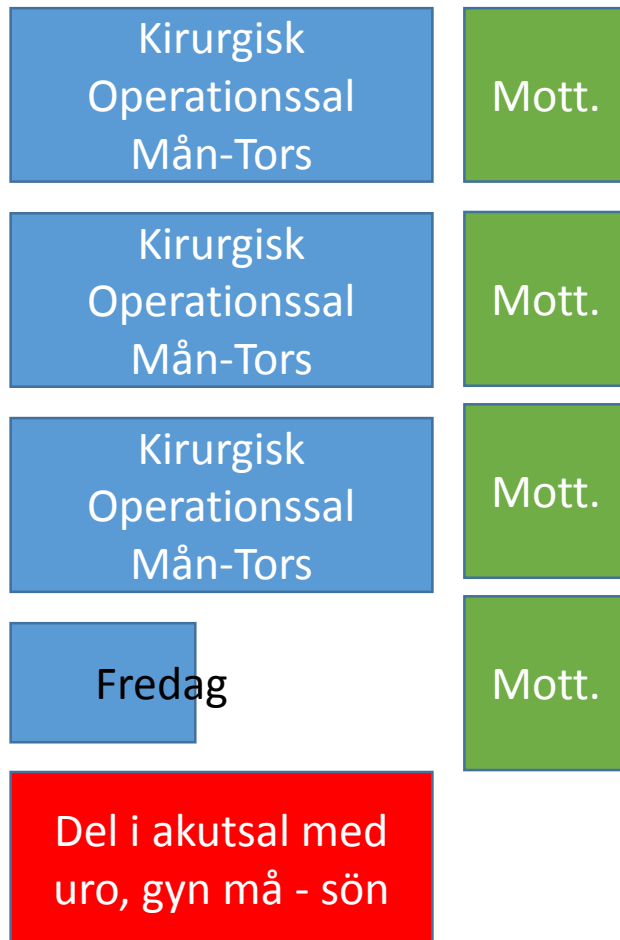 Kirurgisk
Operationssal
Mån-Tors
Mott.
Kirurgisk
Operationssal
Mån-Tors
Mott.
Kirurgisk
Operationssal
Mån-Tors
Mott.
Fredag
Mott.
Del i akutsal med
uro, gyn må - sön